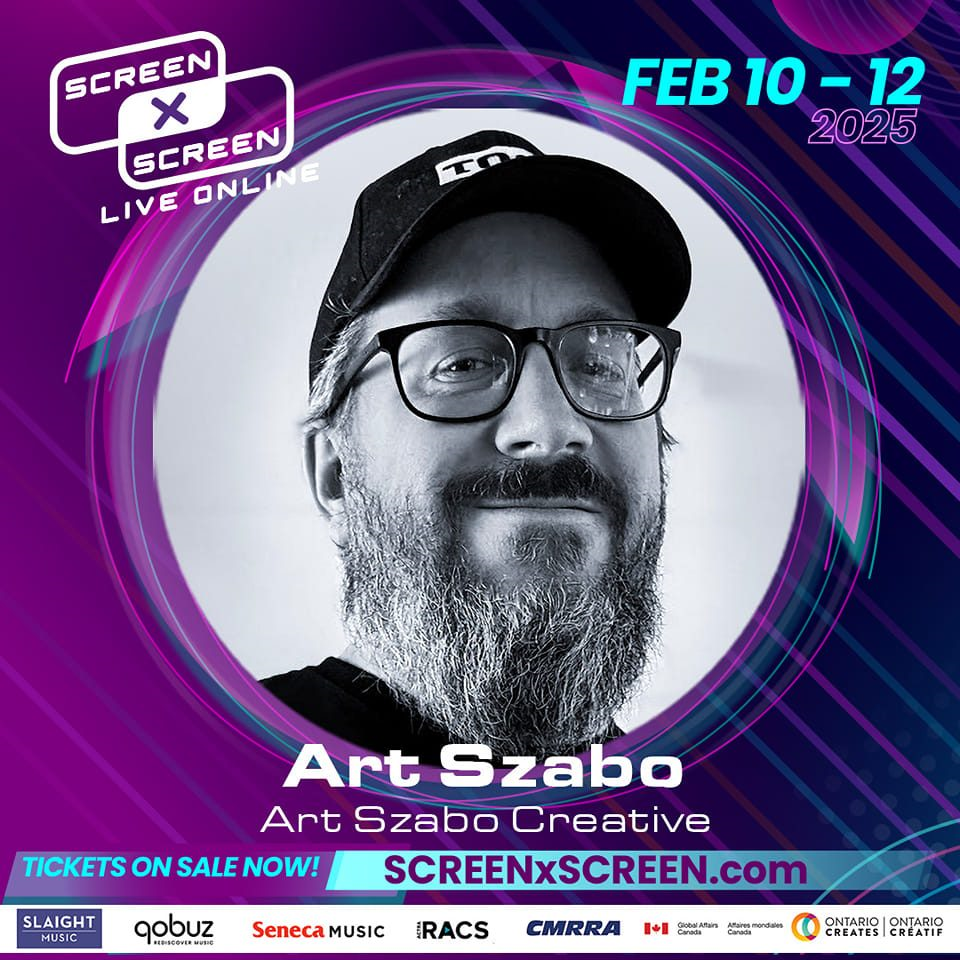 SCREEN
X
SCREEN
LIVE ONLINE
FEB 10 - 12
2025
Art Szabo
Art Szabo Creative
TICKETS ON SALE NOW!
SCREENxSCREEN.com
SLAIGHT
MUSIC
qobuz
REDISCOVER MUSIC
Seneca MUSIC
ACTRA
RACS
CMRRA
Global Affairs
Canada
Affaires mondiales
Canada
ONTARIO
CREATES
ONTARIO
CRÉATIF